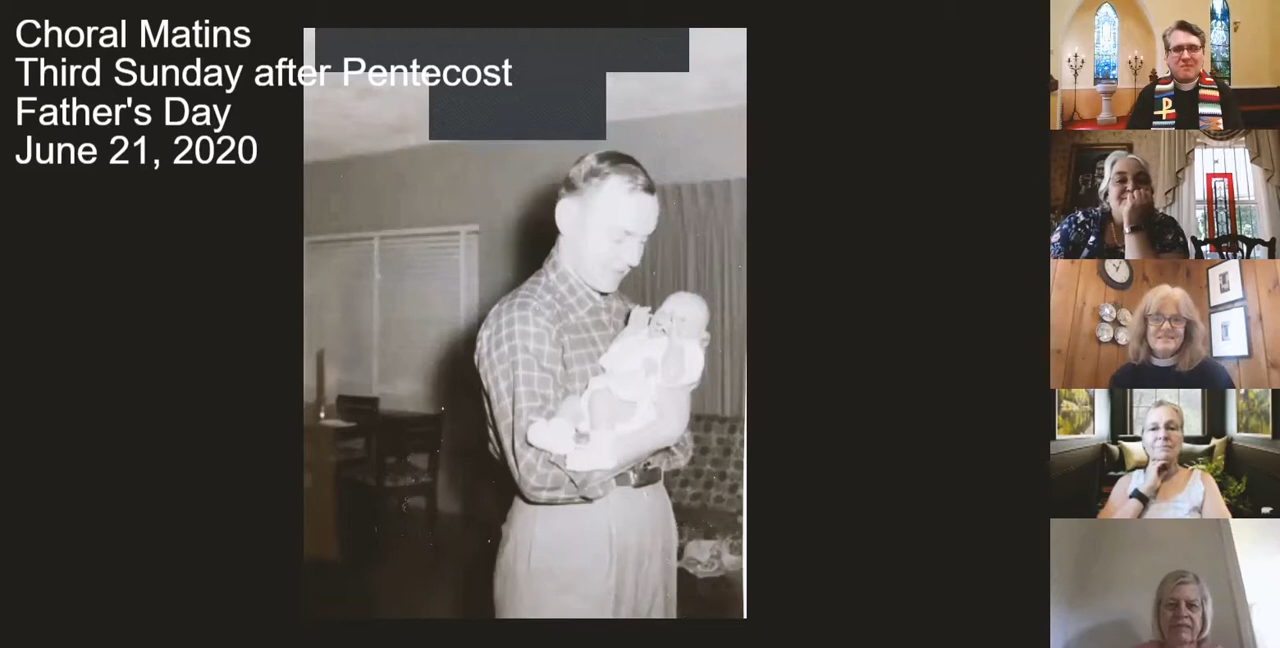 Choral Matins
Third Sunday after Pentecost
Father's Day
June 21, 2020